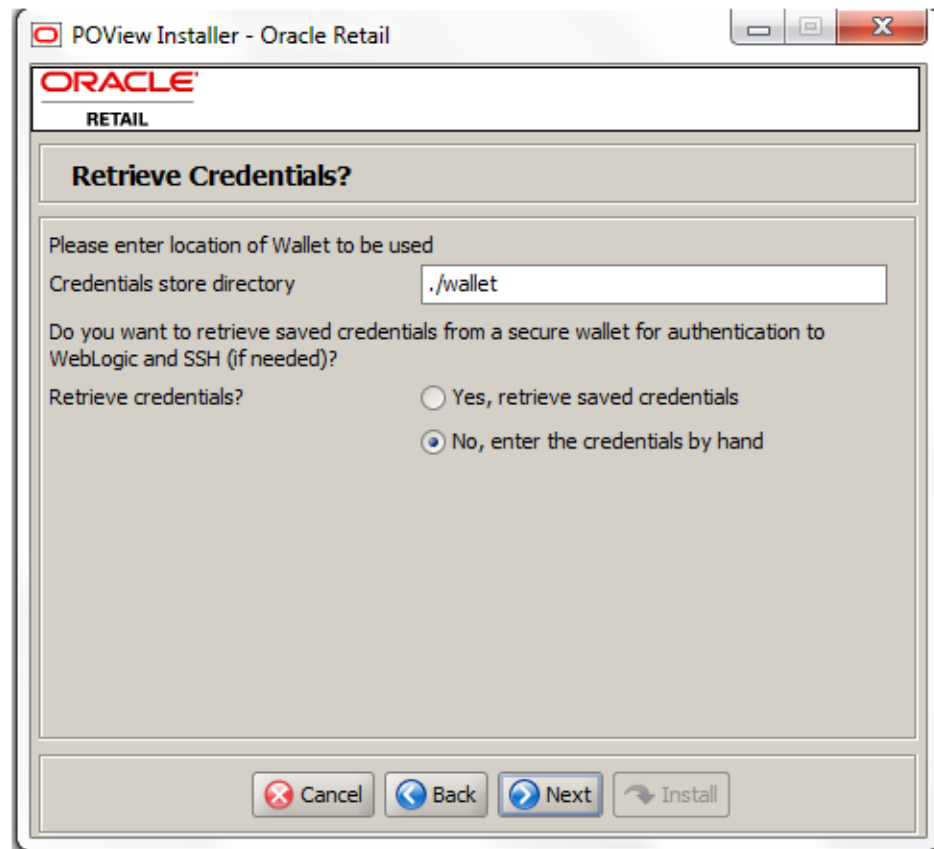 POView Installer - Oracle Retail
ORACLE
RETAIL
Retrieve Credentials?
Please enter location of Wallet to be used
Credentials store directory ./wallet
Do you want to retrieve saved credentials from a secure wallet for authentication to
WebLogic and SSH (if needed)?
Retrieve credentials? Yes, retrieve saved credentials
No, enter the credentials by hand
Cancel Back Next Install